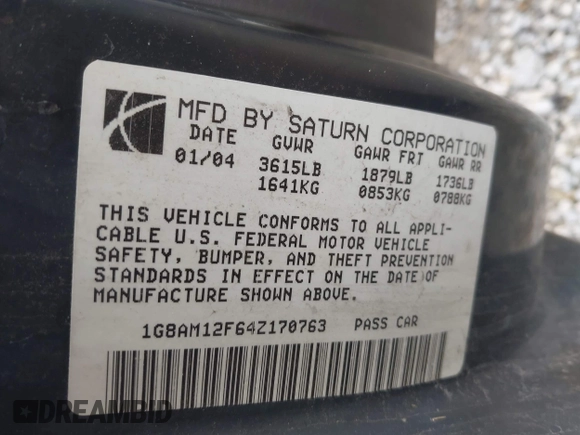 MFD BY SATURN CORPORATION
DATE GVWR GAWR FRT GAWR RR
01/04 3615LB 1879LB 1736LB
1641KG 0853KG 0788KG
THIS VEHICLE CONFORMS TO ALL APPLI-
CABLE U.S. FEDERAL MOTOR VEHICLE
SAFETY, BUMPER, AND THEFT PREVENTION
STANDARDS IN EFFECT ON THE DATE OF
MANUFACTURE SHOWN ABOVE.
1G8AM12F64Z170763 PASS CAR
DREAMBID